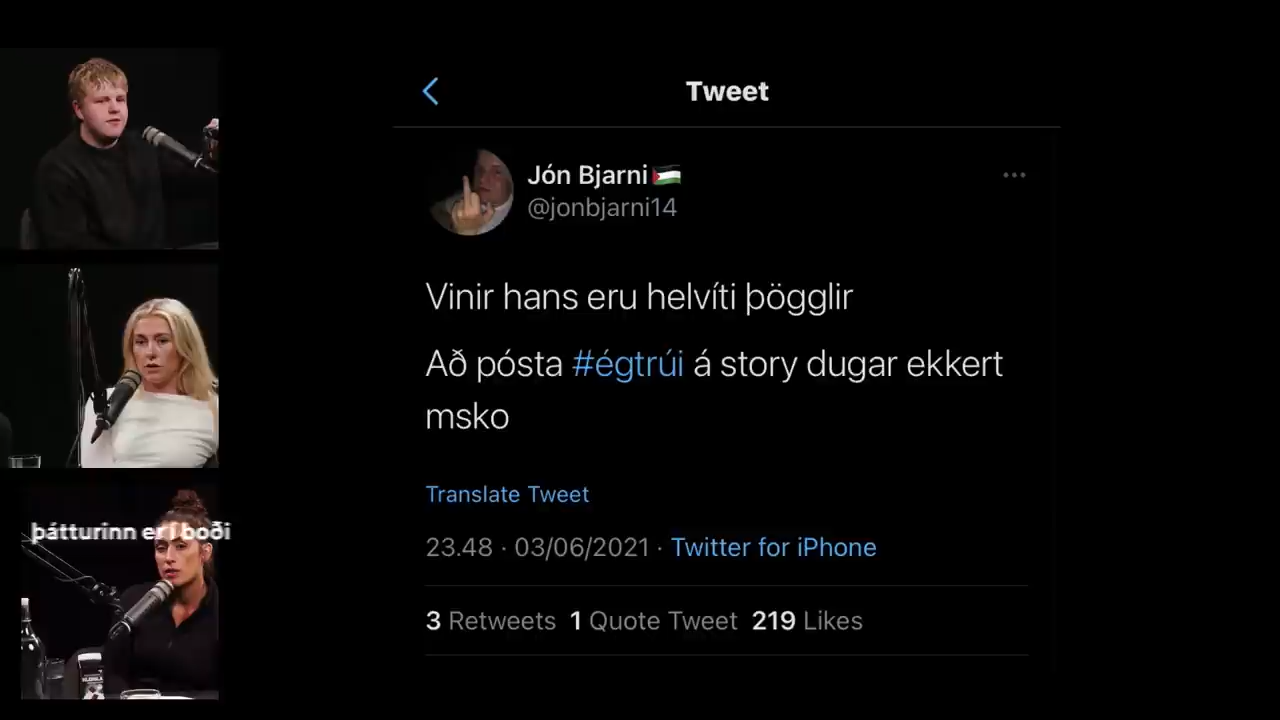 Tweet
Jón Bjarni🇵🇸
@jonbjarni14
Vinir hans eru helvíti þögglir
Að pósta #égtrúi á story dugar ekkert
msko
Translate Tweet
23.48 · 03/06/2021 · Twitter for iPhone
3 Retweets 1 Quote Tweet 219 Likes
þátturinn er í boði